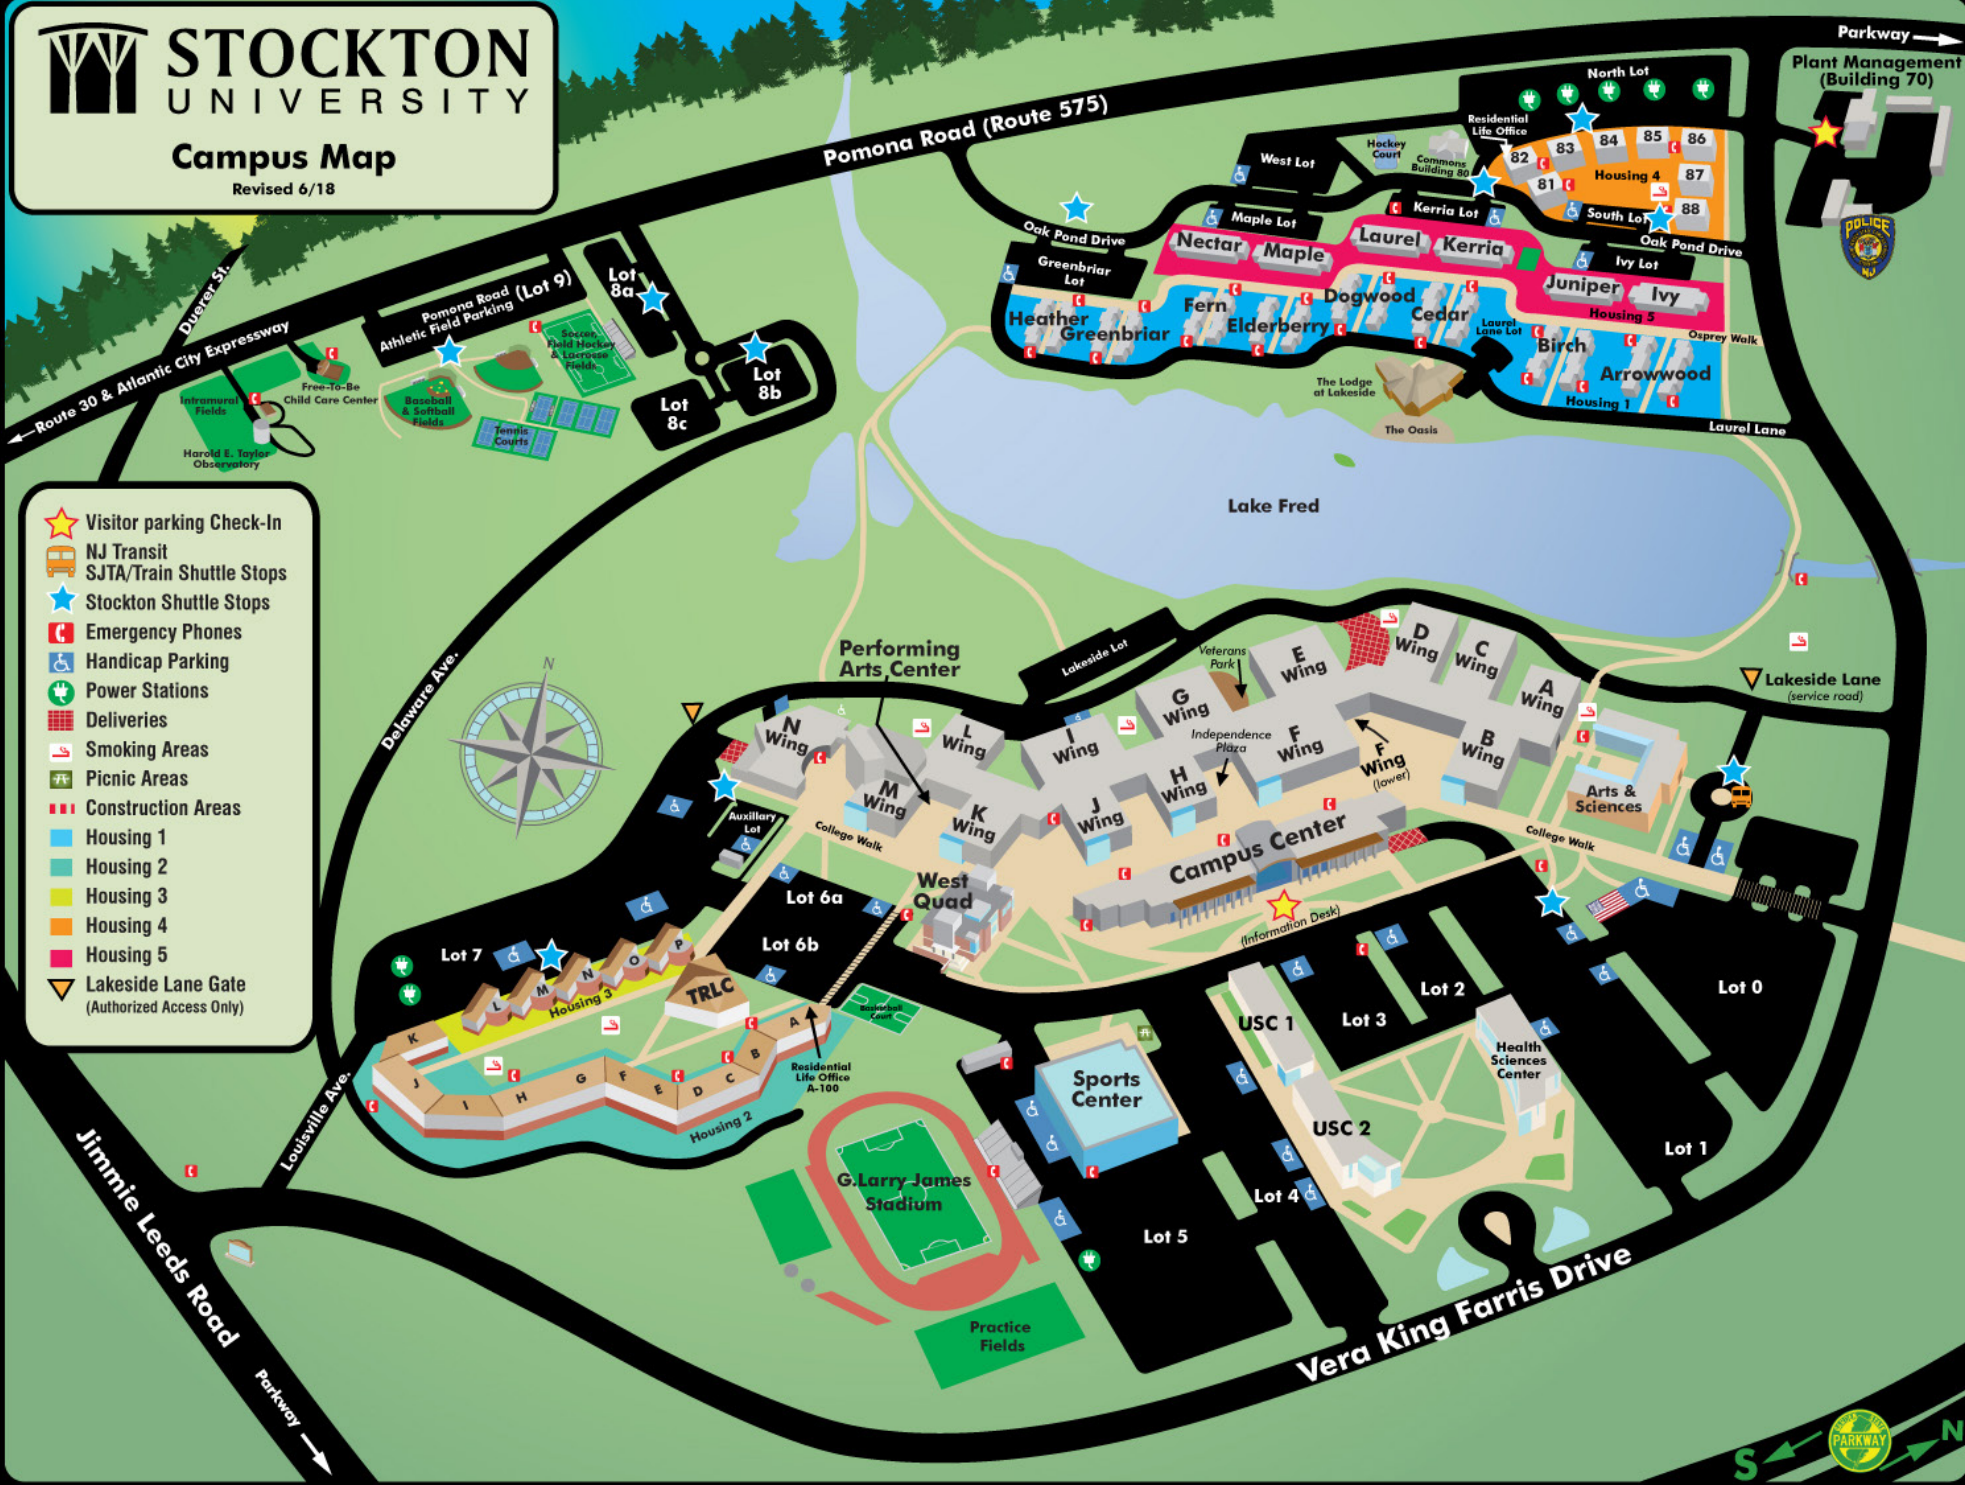 STOCKTON
UNIVERSITY
Campus Map
Revised 6/18
Parkway
Plant Management
(Building 70)
POLICE
NJ
Pomona Road (Route 575)
North Lot
Residential
Life Office
82
83
84
85
86
81
87
88
Housing 4
South Lot
Hockey
Court
Commons
Building 80
West Lot
Maple Lot
Kerria Lot
Oak Pond Drive
Oak Pond Drive
Ivy Lot
Greenbriar
Lot
Nectar
Maple
Laurel
Kerria
Juniper
Ivy
Housing 5
Osprey Walk
Heather
Greenbriar
Fern
Elderberry
Dogwood
Cedar
Laurel
Lane Lot
Birch
Arrowwood
Housing 1
Laurel Lane
The Lodge
at Lakeside
The Oasis
Lake Fred
Duerer St.
Route 30 & Atlantic City Expressway
Pomona Road (Lot 9)
Athletic Field Parking
Lot
8a
Lot
8b
Lot
8c
Soccer,
Field Hockey
& Lacrosse
Fields
Free-To-Be
Child Care Center
Intramural
Fields
Baseball
& Softball
Fields
Tennis
Courts
Harold E. Taylor
Observatory
Visitor parking Check-In
NJ Transit
SJTA/Train Shuttle Stops
Stockton Shuttle Stops
Emergency Phones
Handicap Parking
Power Stations
Deliveries
Smoking Areas
Picnic Areas
Construction Areas
Housing 1
Housing 2
Housing 3
Housing 4
Housing 5
Lakeside Lane Gate
(Authorized Access Only)
N
Delaware Ave.
Performing
Arts Center
Lakeside Lot
Veterans
Park
Independence
Plaza
Lakeside Lane
(service road)
N
Wing
L
Wing
M
Wing
K
Wing
I
Wing
J
Wing
G
Wing
H
Wing
E
Wing
F
Wing
F
Wing
(lower)
D
Wing
C
Wing
A
Wing
B
Wing
Arts &
Sciences
Auxillary
Lot
College Walk
College Walk
Campus Center
(Information Desk)
West
Quad
Lot 6a
Lot 6b
Lot 7
L
M
N
O
P
Housing 3
TRLC
K
J
I
H
G
F
E
D
C
B
A
Housing 2
Residential
Life Office
A-100
Basketball
Court
Louisville Ave.
Jimmie Leeds Road
Parkway
G.Larry James
Stadium
Practice
Fields
Sports
Center
USC 1
USC 2
Health
Sciences
Center
Lot 0
Lot 1
Lot 2
Lot 3
Lot 4
Lot 5
Vera King Farris Drive
S
PARKWAY
N